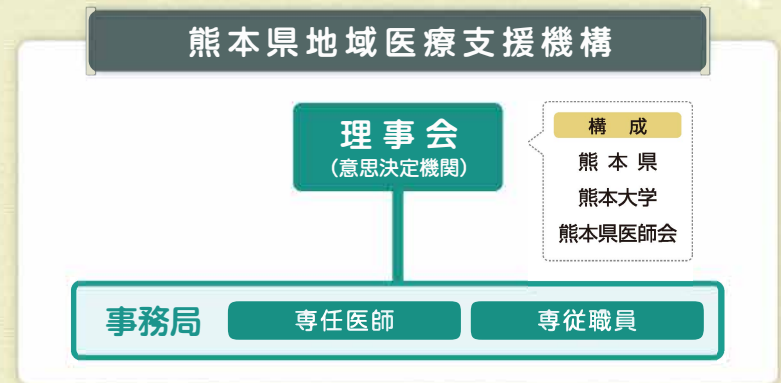 熊本県地域医療支援機構
理事会
(意思決定機関)
構成
熊本県
熊本大学
熊本県医師会
事務局
専任医師
専従職員